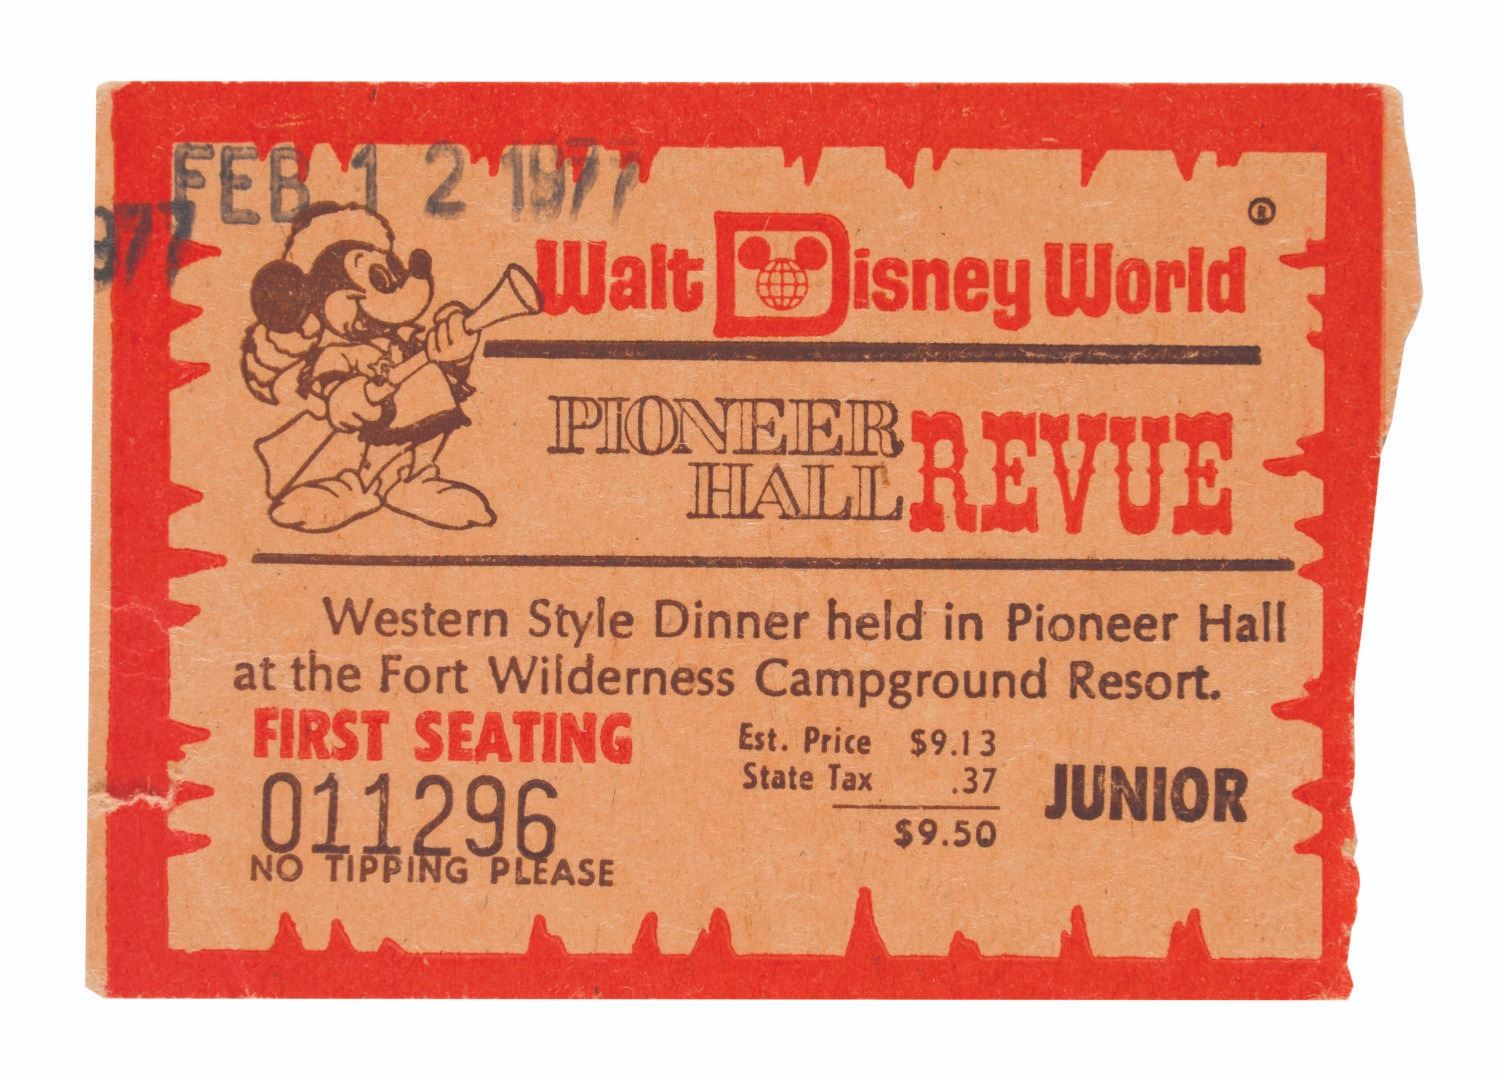 FEB 12 1977
977
Walt Disney World ®
PIONEER
HALL REVUE
Western Style Dinner held in Pioneer Hall
at the Fort Wilderness Campground Resort.
FIRST SEATING
011296
NO TIPPING PLEASE
Est. Price $9.13
State Tax .37
$9.50
JUNIOR